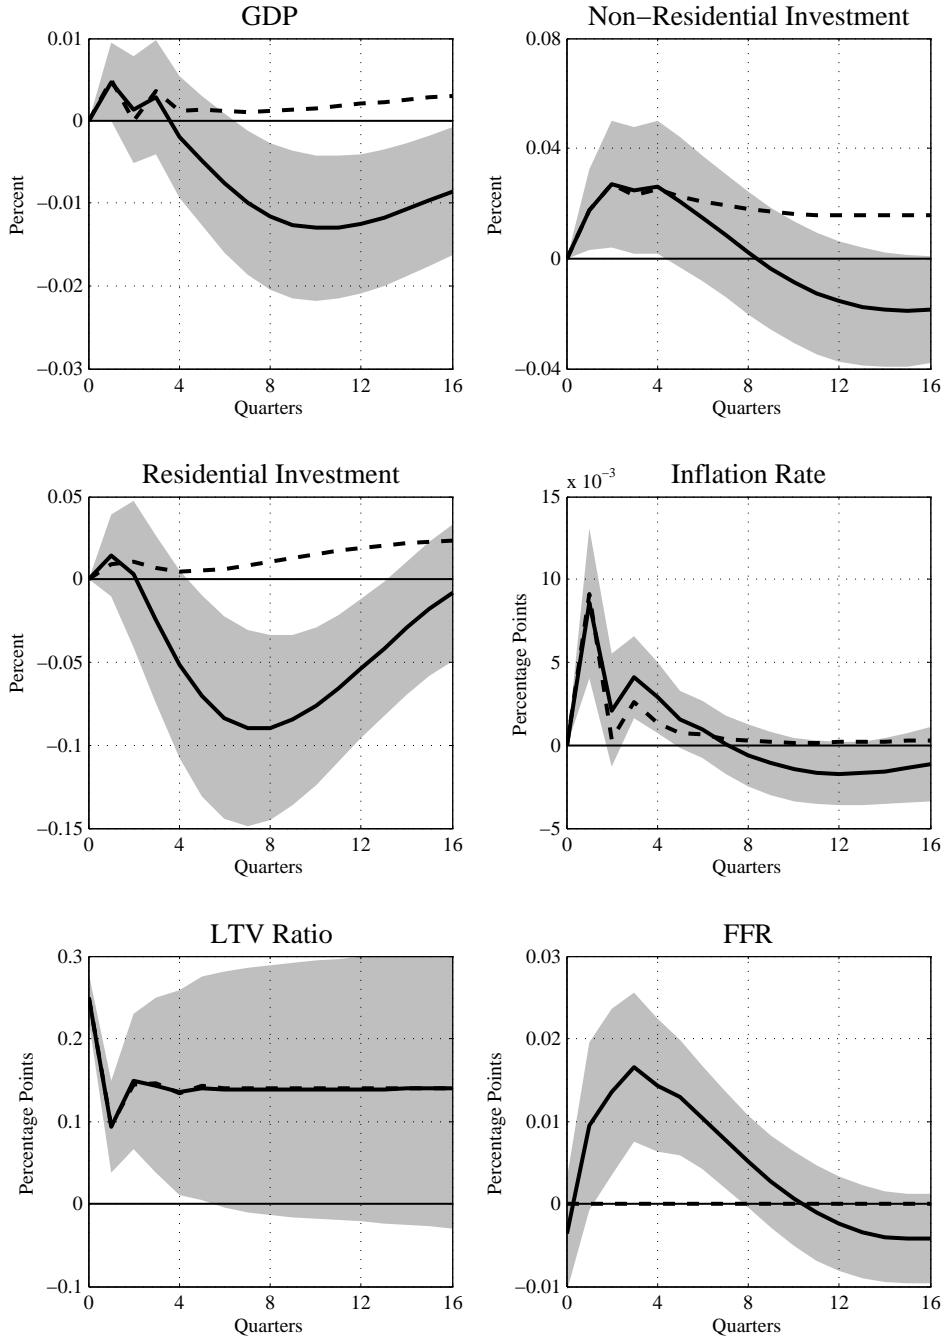 GDP
0.01
0
−0.01
−0.02
−0.03
Percent
0 4 8 12 16
Quarters
Non−Residential Investment
0.08
0.04
0
−0.04
Percent
0 4 8 12 16
Quarters
Residential Investment
0.05
0
−0.05
−0.1
−0.15
Percent
0 4 8 12 16
Quarters
Inflation Rate
x 10−3
15
10
5
0
−5
Percentage Points
0 4 8 12 16
Quarters
LTV Ratio
0.3
0.2
0.1
0
−0.1
Percentage Points
0 4 8 12 16
Quarters
FFR
0.03
0.02
0.01
0
−0.01
Percentage Points
0 4 8 12 16
Quarters